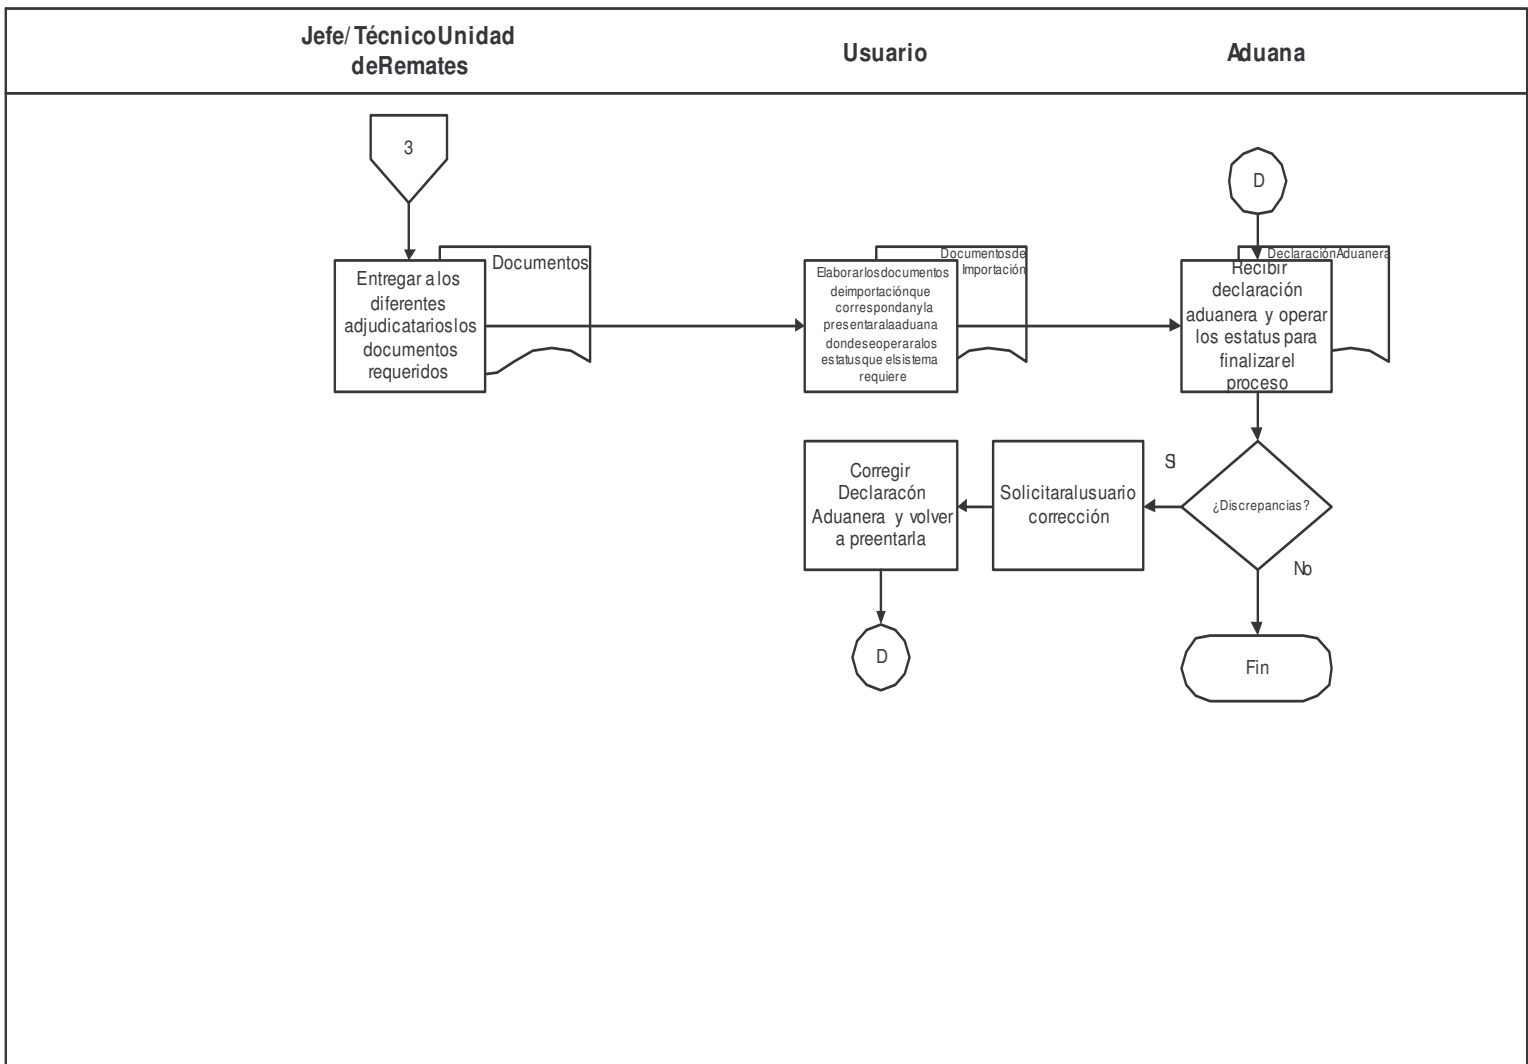 Jefe/ Técnico Unidad
de Remates
Usuario
Aduana
3
D
Documentos
Entregar a los
diferentes
adjudicatarios los
documentos
requeridos
Documentos de
Importación
Elaborar los documentos
de importación que
correspondan y la
presentar a la aduana
donde se operara los
estatus que el sistema
requiere
Declaración Aduanera
Recibir
declaración
aduanera y operar
los estatus para
finalizar el
proceso
Corregir
Declaracón
Aduanera y volver
a preentarla
Solicitar al usuario
corrección
SI
¿Discrepancias?
No
D
Fin